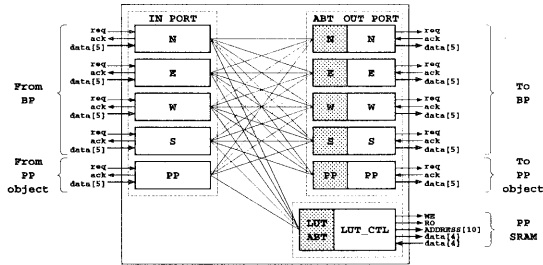 IN PORT
ABT OUT PORT
req
ack
data[5]
N
N
N
req
ack
data[5]
req
ack
data[5]
E
E
E
req
ack
data[5]
From
BP
To
BP
req
ack
data[5]
W
W
W
req
ack
data[5]
req
ack
data[5]
S
S
S
req
ack
data[5]
From
PP
object
req
ack
data[5]
PP
PP
PP
req
ack
data[5]
To
PP
object
LUT
ABT
LUT_CTL
WE
RO
ADDRESS[10]
data[4]
data[4]
PP
SRAM